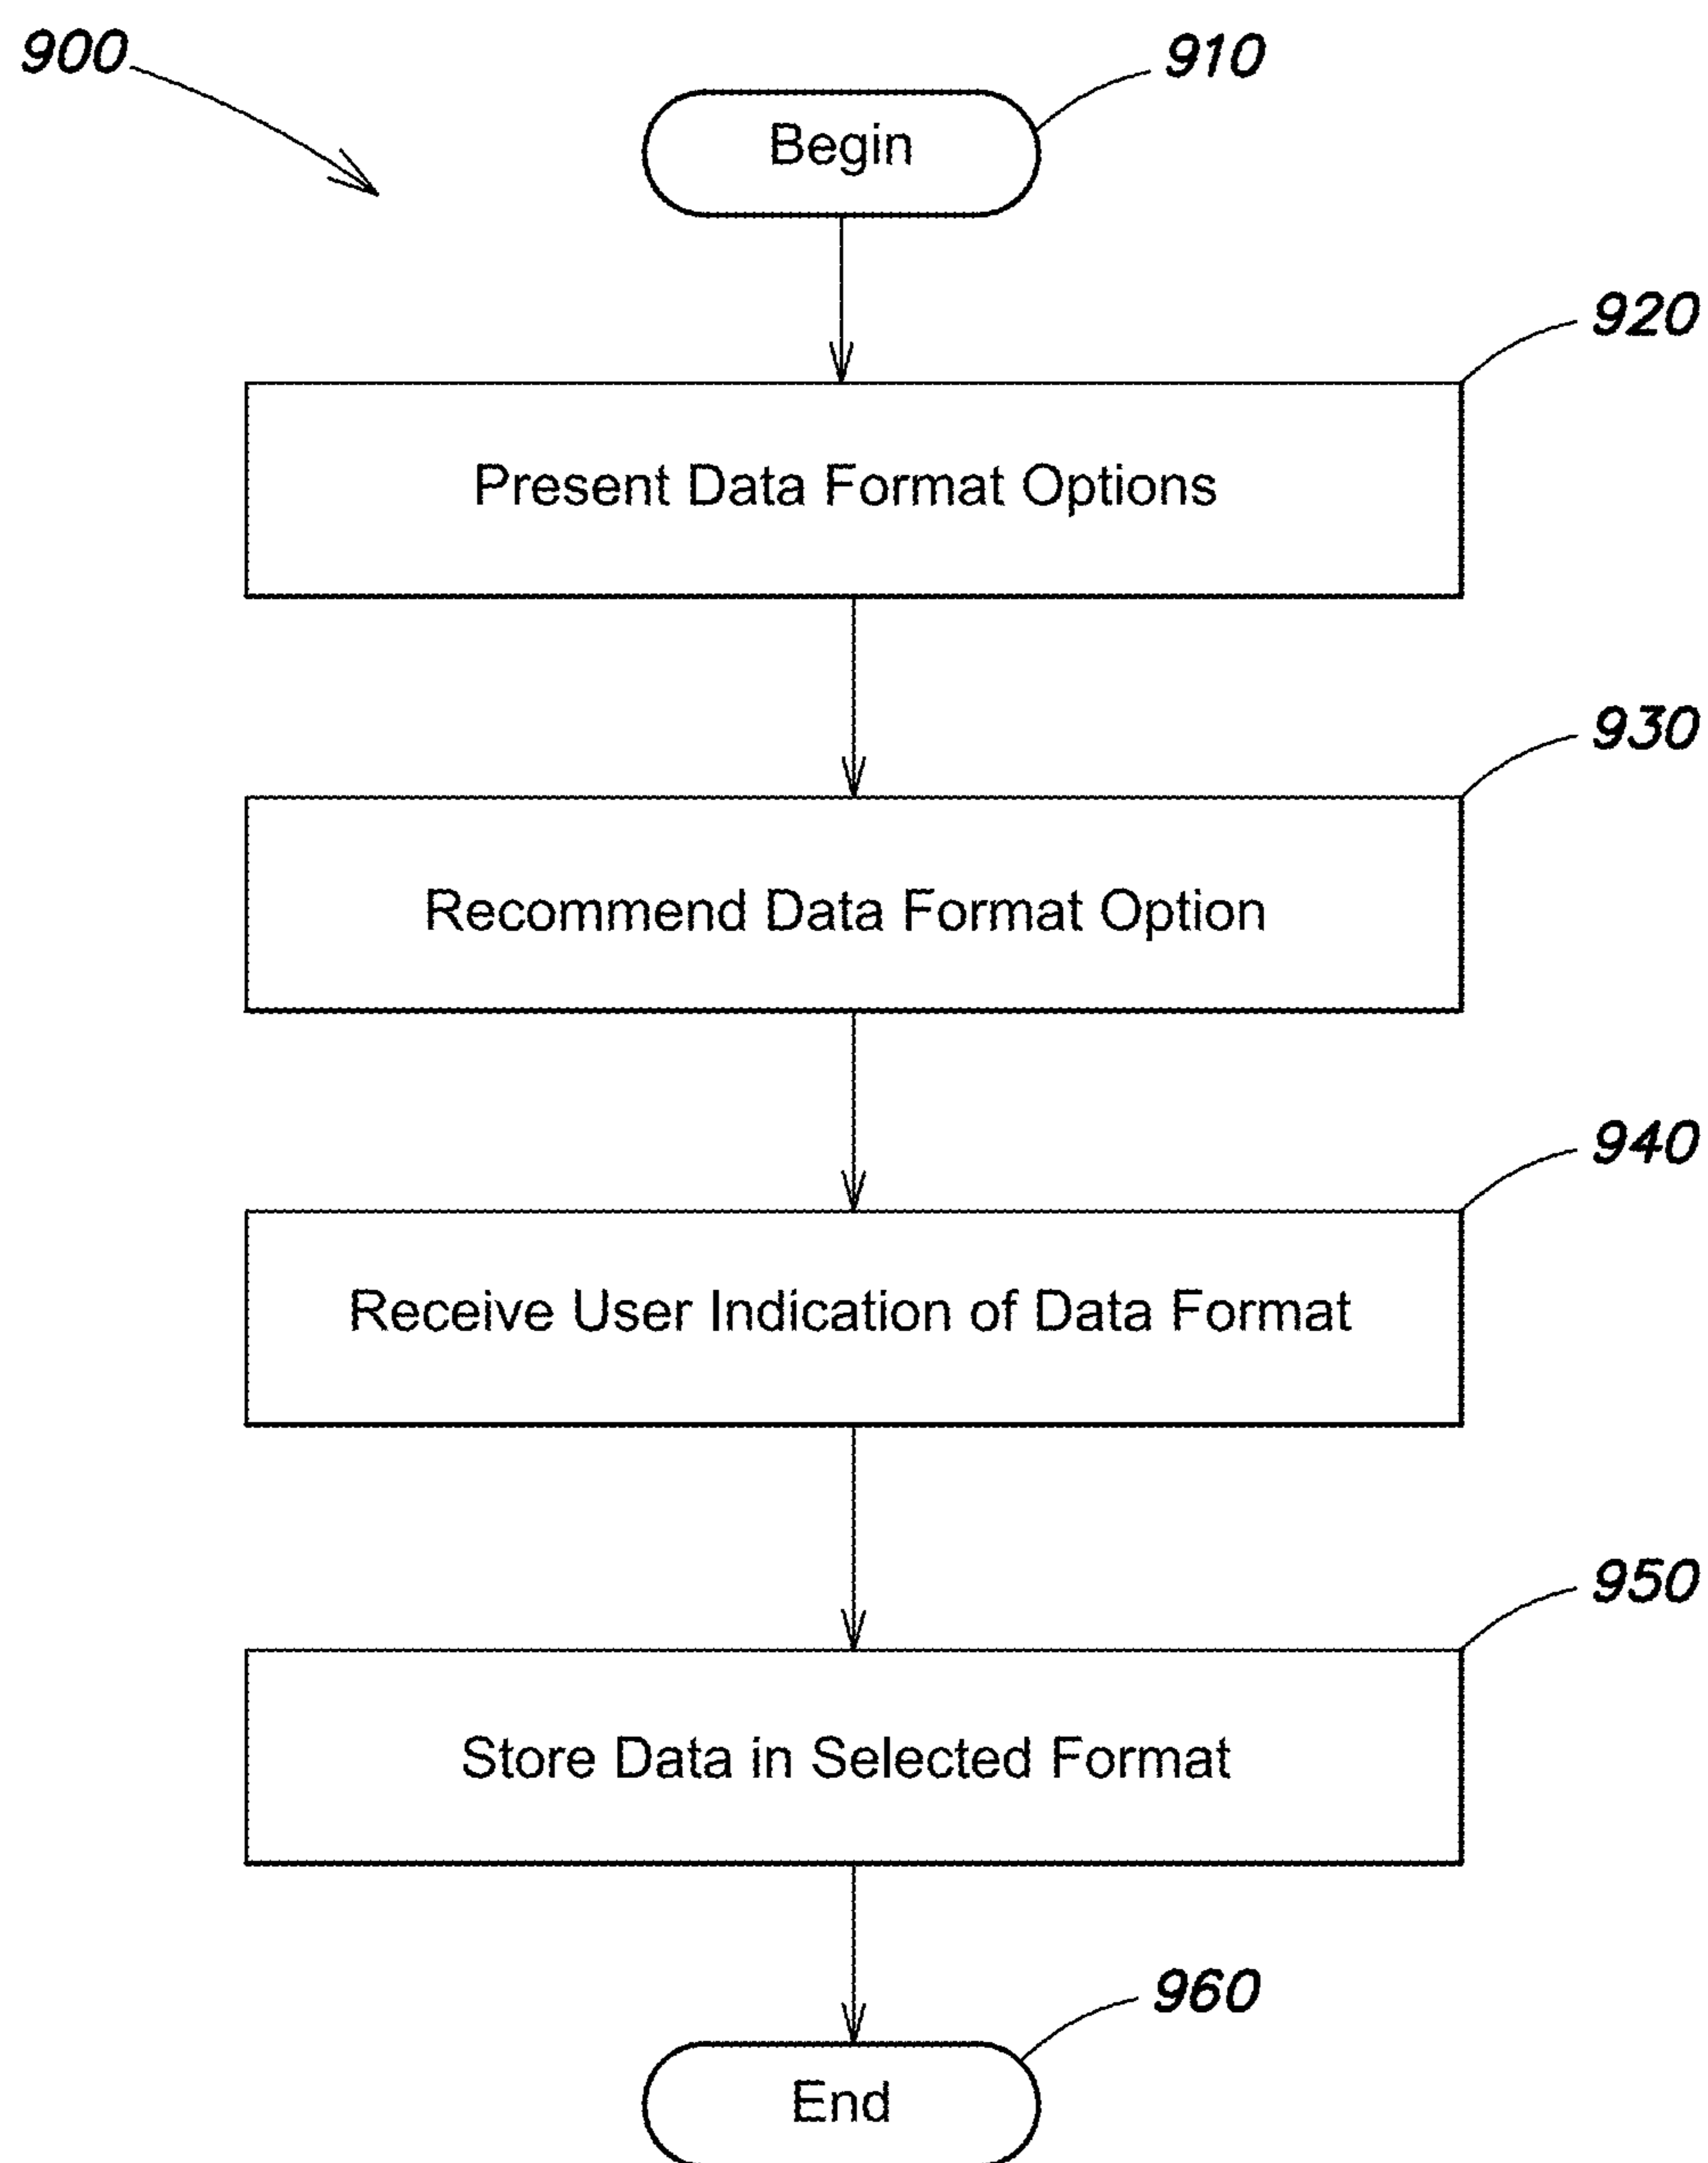 900
910
Begin
920
Present Data Format Options
930
Recommend Data Format Option
940
Receive User Indication of Data Format
950
Store Data in Selected Format
960
End